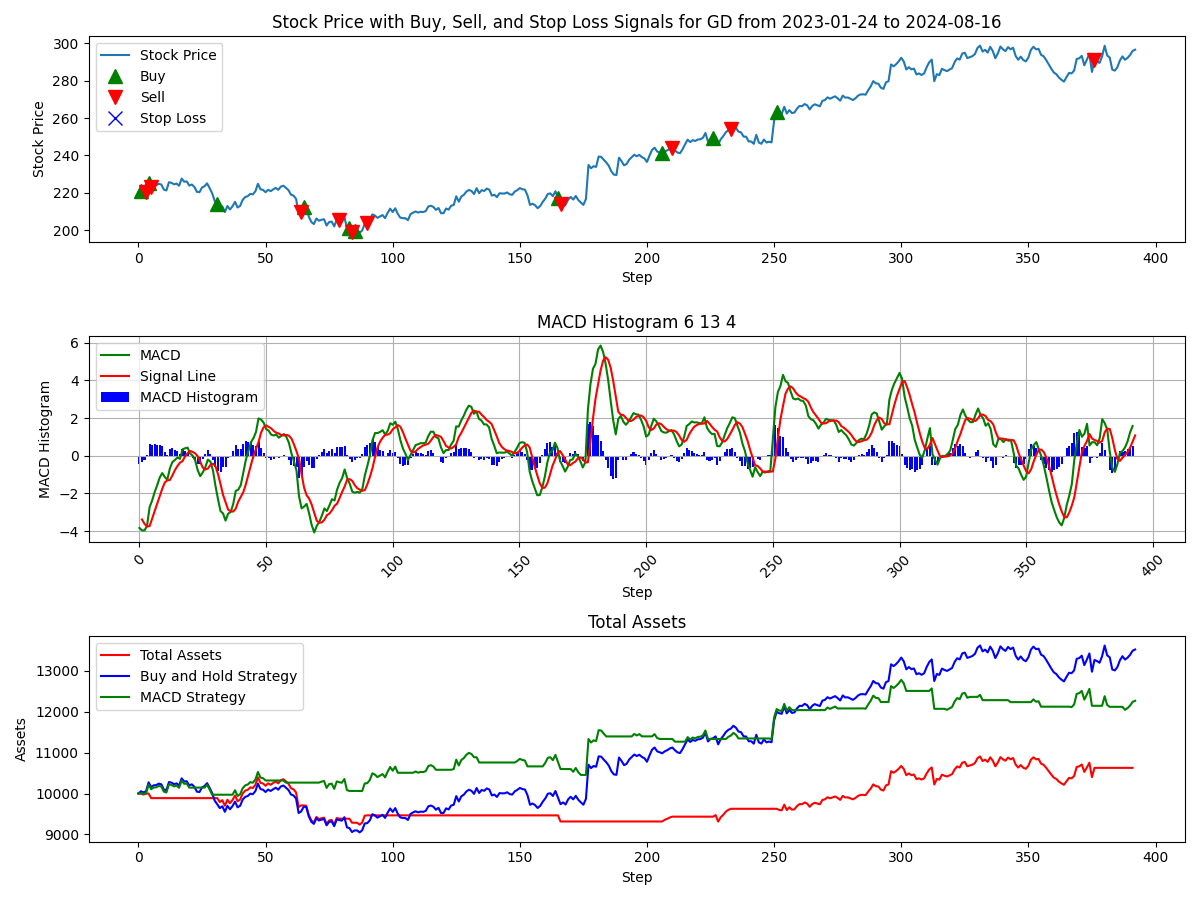 Stock Price with Buy, Sell, and Stop Loss Signals for GD from 2023-01-24 to 2024-08-16
300
280
260
240
220
200
Stock Price
Stock Price
Buy
Sell
Stop Loss
0 50 100 150 200 250 300 350 400
Step
MACD Histogram 6 13 4
6
4
2
0
−2
−4
MACD Histogram
MACD
Signal Line
MACD Histogram
0 50 100 150 200 250 300 350 400
Step
Total Assets
13000
12000
11000
10000
9000
Assets
Total Assets
Buy and Hold Strategy
MACD Strategy
0 50 100 150 200 250 300 350 400
Step